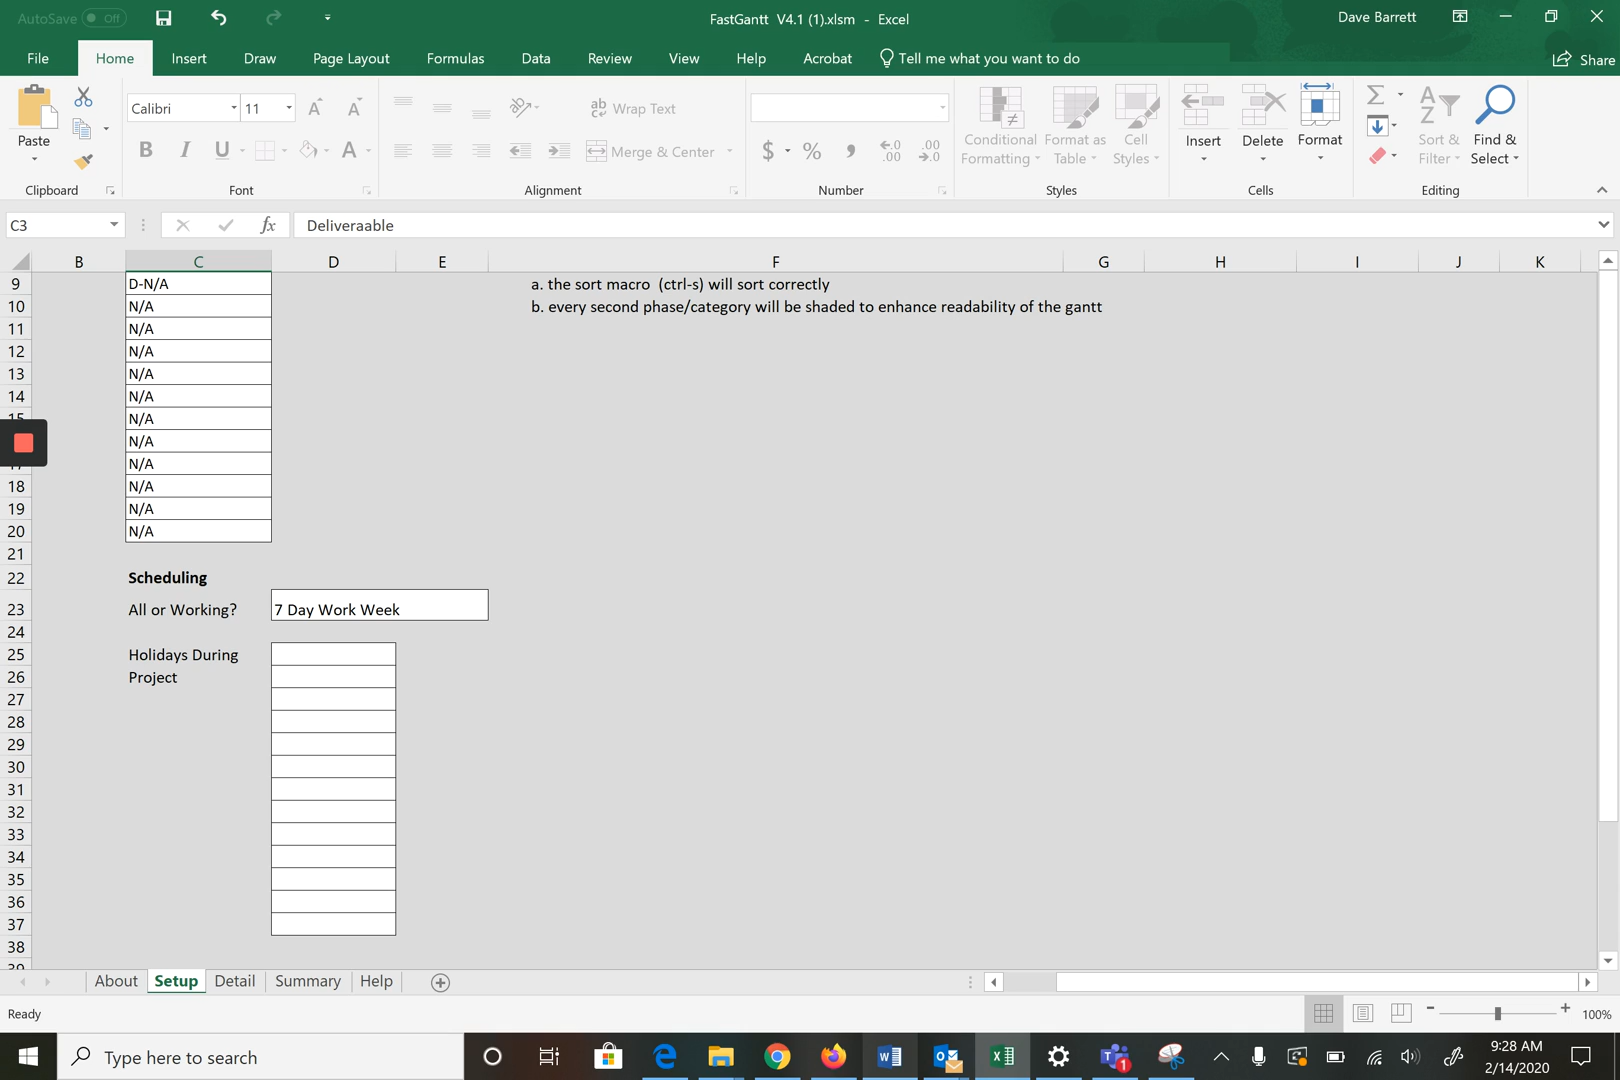 AutoSave Off
FastGantt V4.1 (1).xlsm - Excel
Dave Barrett
File Home Insert Draw Page Layout Formulas Data Review View Help Acrobat Tell me what you want to do Share
Calibri 11
Wrap Text
Paste
B I U A
Merge & Center
$ % , .00
Conditional Formatting
Format as Table
Cell Styles
Insert Delete Format
Sort & Filter
Find & Select
Clipboard Font Alignment Number Styles Cells Editing
C3 fx Deliveraable
B C D E F G H I J K
9 D-N/A a. the sort macro (ctrl-s) will sort correctly
10 N/A b. every second phase/category will be shaded to enhance readability of the gantt
11 N/A
12 N/A
13 N/A
14 N/A
15 N/A
N/A
17 N/A
18 N/A
19 N/A
20 N/A
21
22 Scheduling
23 All or Working? 7 Day Work Week
24
25 Holidays During
26 Project
27
28
29
30
31
32
33
34
35
36
37
38
39
About Setup Detail Summary Help
Ready
100%
Type here to search
1
9:28 AM
2/14/2020